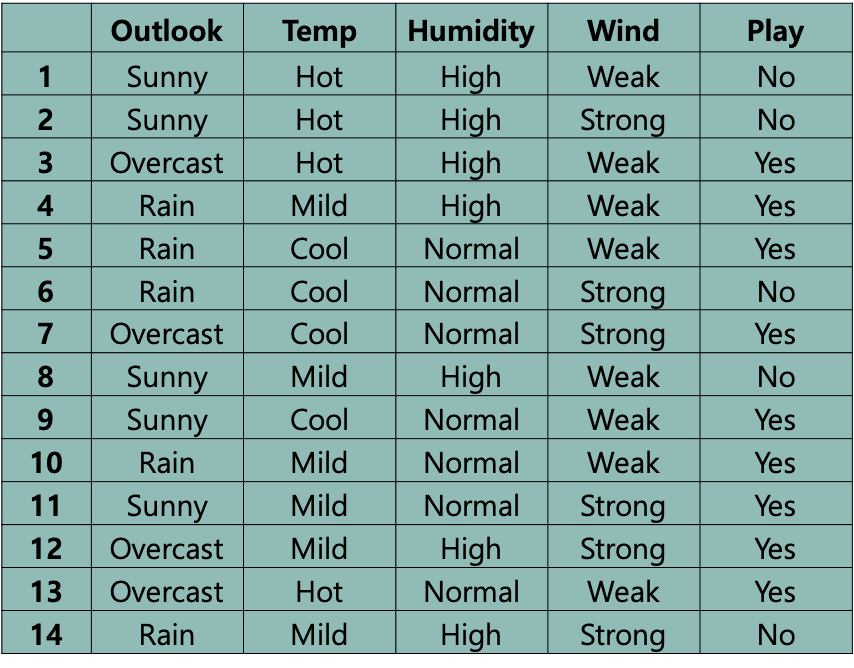 Outlook Temp Humidity Wind Play
1 Sunny Hot High Weak No
2 Sunny Hot High Strong No
3 Overcast Hot High Weak Yes
4 Rain Mild High Weak Yes
5 Rain Cool Normal Weak Yes
6 Rain Cool Normal Strong No
7 Overcast Cool Normal Strong Yes
8 Sunny Mild High Weak No
9 Sunny Cool Normal Weak Yes
10 Rain Mild Normal Weak Yes
11 Sunny Mild Normal Strong Yes
12 Overcast Mild High Strong Yes
13 Overcast Hot Normal Weak Yes
14 Rain Mild High Strong No